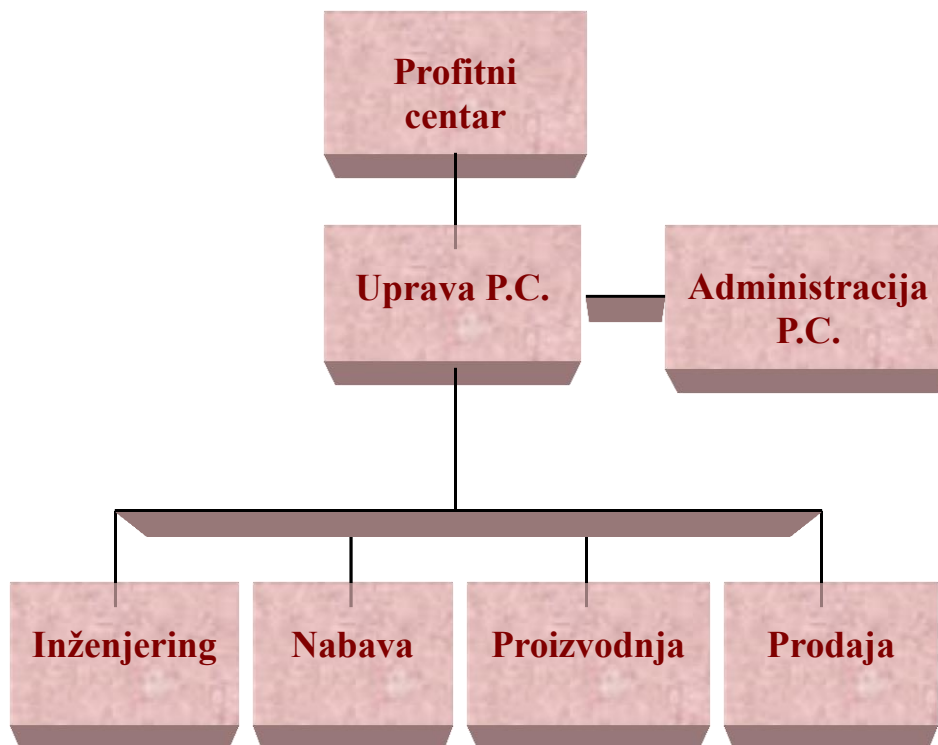 Profitni
centar
Uprava P.C.
Administracija
P.C.
Inženjering
Nabava
Proizvodnja
Prodaja